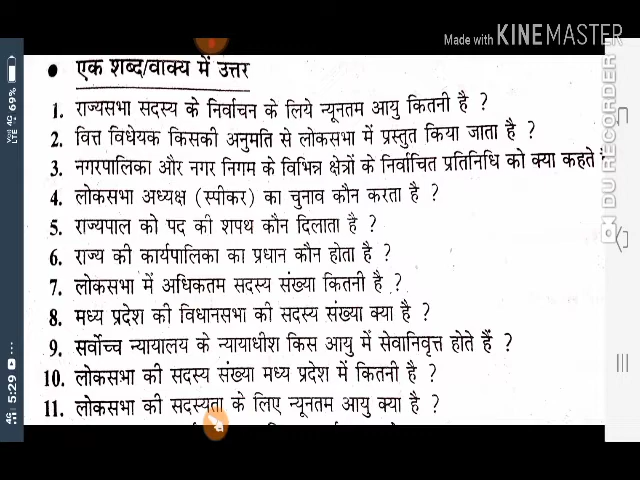 Made with KINEMASTER
• एक शब्द/वाक्य में उत्तर
1. राज्यसभा सदस्य के निर्वाचन के लिये न्यूनतम आयु कितनी है ?
2. वित्त विधेयक किसकी अनुमति से लोकसभा में प्रस्तुत किया जाता है ?
3. नगरपालिका और नगर निगम के विभिन्न क्षेत्रों के निर्वाचित प्रतिनिधि को क्या कहते
4. लोकसभा अध्यक्ष (स्पीकर) का चुनाव कौन करता है ?
5. राज्यपाल को पद की शपथ कौन दिलाता है ?
6. राज्य की कार्यपालिका का प्रधान कौन होता है ?
7. लोकसभा में अधिकतम सदस्य संख्या कितनी है ?
8. मध्य प्रदेश की विधानसभा की सदस्य संख्या क्या है ?
9. सर्वोच्च न्यायालय के न्यायाधीश किस आयु में सेवानिवृत्त होते हैं ?
10. लोकसभा की सदस्य संख्या मध्य प्रदेश में कितनी है ?
11. लोकसभा की सदस्यता के लिए न्यूनतम आयु क्या है ?
69%
4G
5:29
DU RECORDER